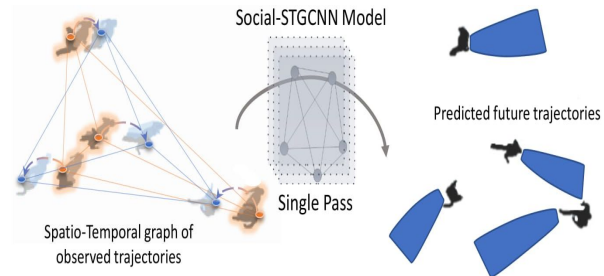 Social-STGCNN Model
Single Pass
Spatio-Temporal graph of
observed trajectories
Predicted future trajectories